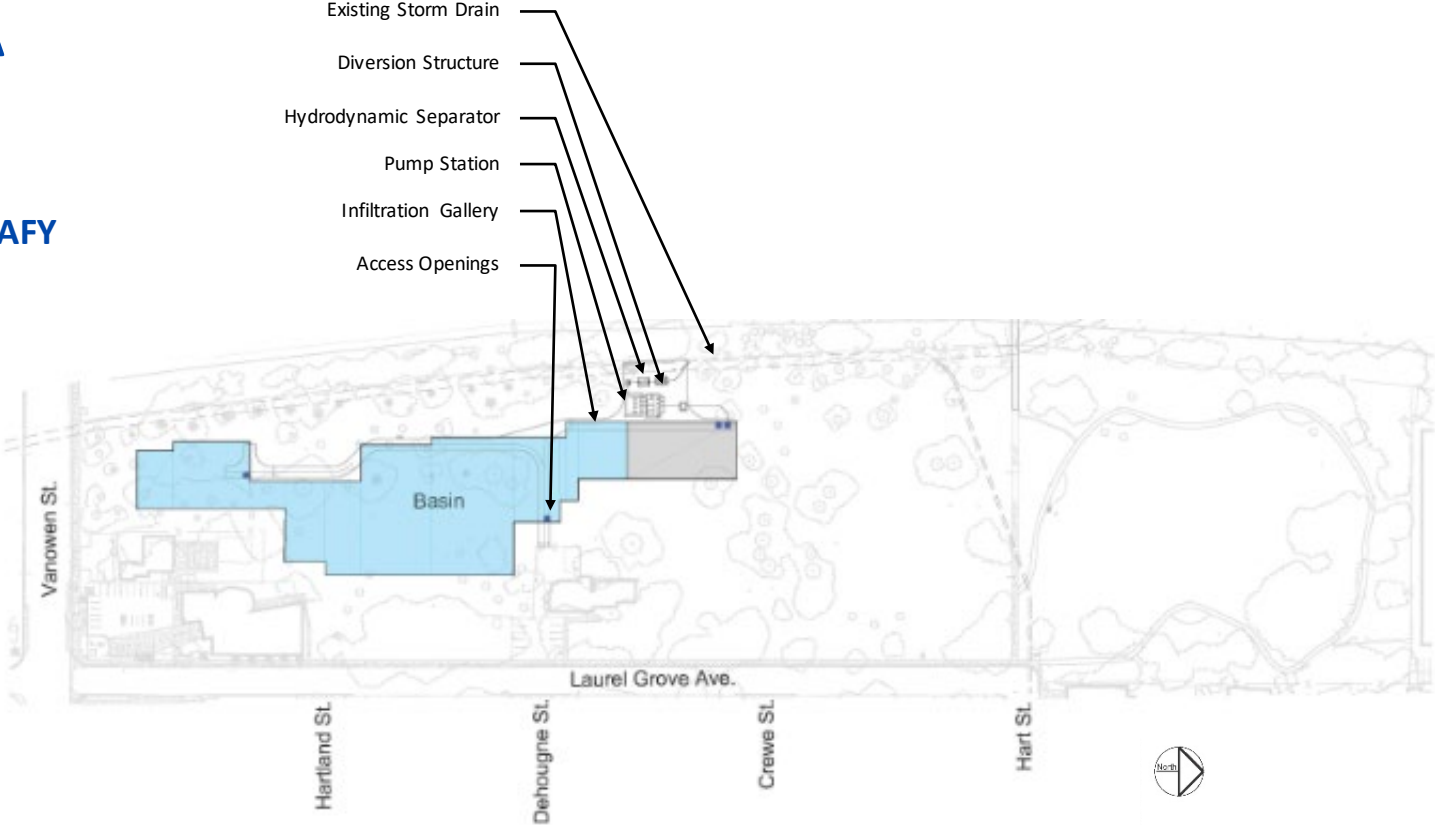 Existing Storm Drain
Diversion Structure
Hydrodynamic Separator
Pump Station
AFY
Infiltration Gallery
Access Openings
Basin
Vanowen St.
Laurel Grove Ave.
Hartland St.
Dehougne St.
Crewe St.
Hart St.
North